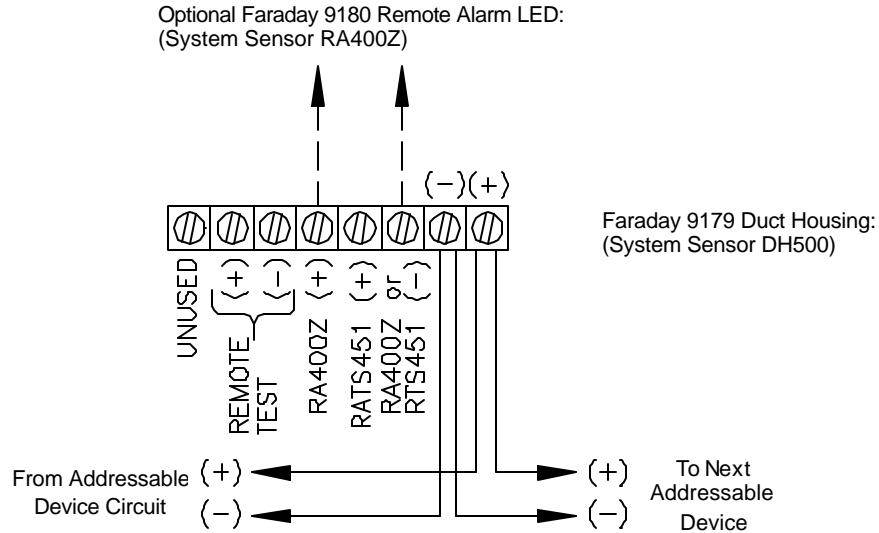 Optional Faraday 9180 Remote Alarm LED:
(System Sensor RA400Z)
(-)(+)
Faraday 9179 Duct Housing:
(System Sensor DH500)
UNUSED
(+)
(-)
REMOTE
TEST
RA400Z (+)
RATS451 (+)
RA400Z or
RTS451 (-)
From Addressable
Device Circuit
(+)
(-)
(+)
(-)
To Next
Addressable
Device